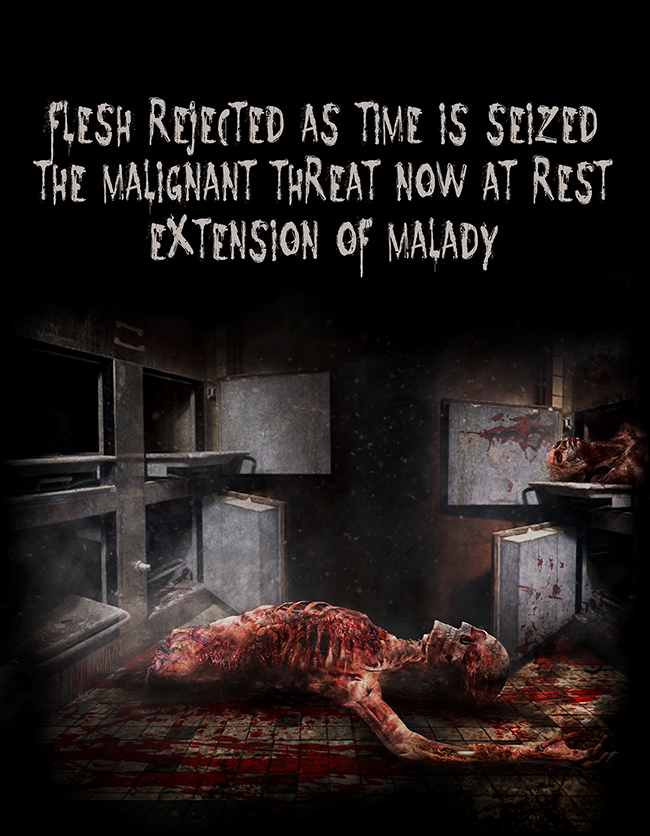 FLESH REJECTED AS TIME IS SEIZED
THE MALIGNANT THREAT NOW AT REST
EXTENSION OF MALADY